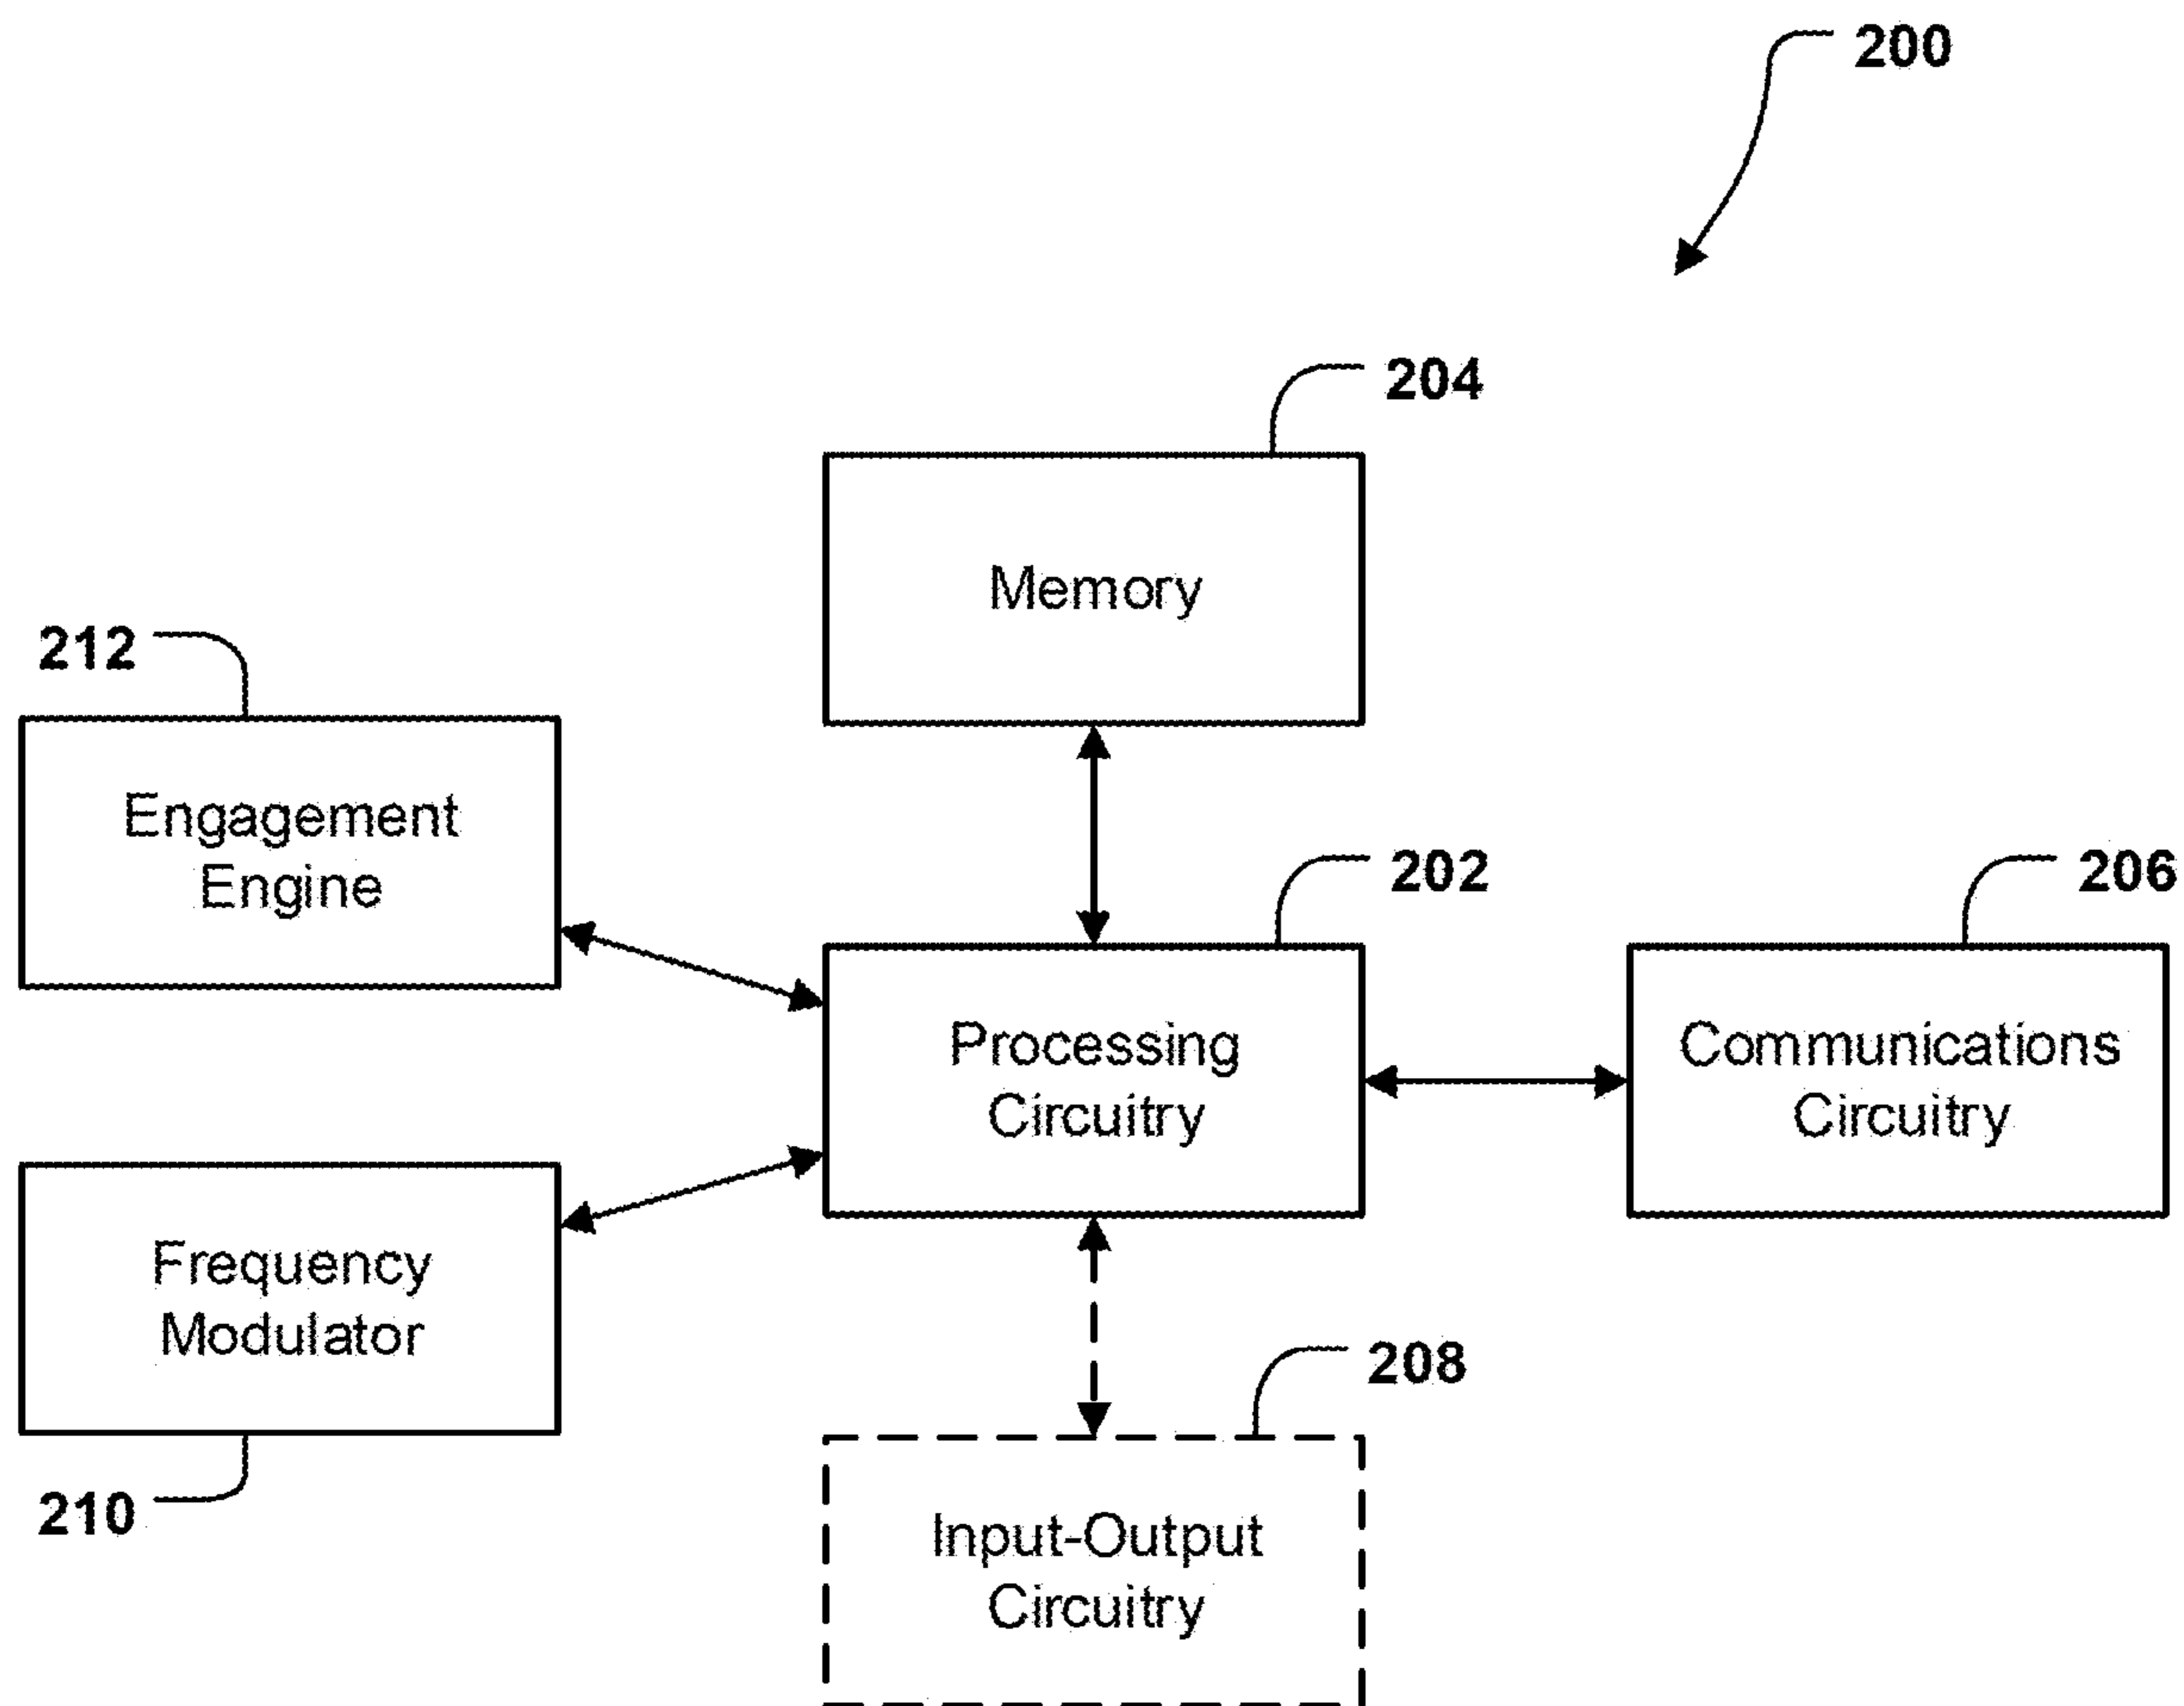 200
204
Memory
212
Engagement
Engine
202
206
Processing
Circuitry
Communications
Circuitry
Frequency
Modulator
208
210
Input-Output
Circuitry